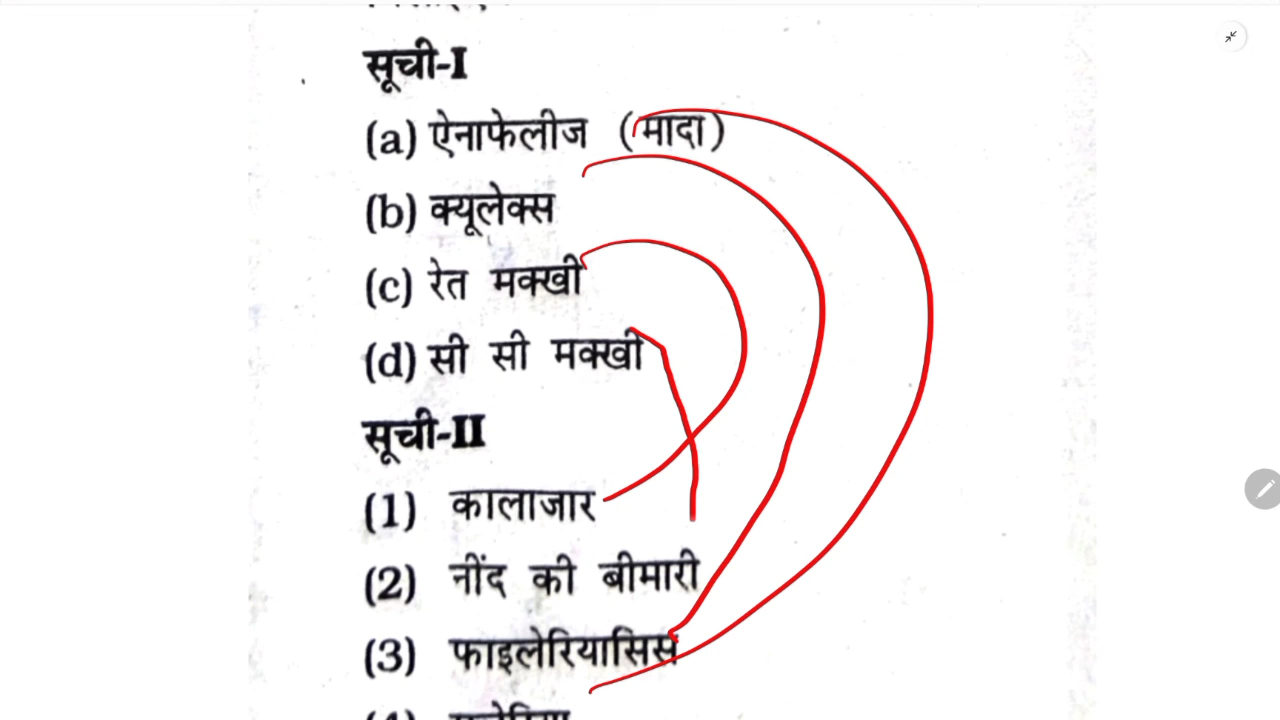 सूची-I
(a) ऐनाफेलीज (मादा)
(b) क्यूलेक्स
(c) रेत मक्खी
(d) सी सी मक्खी
सूची-II
(1) कालाजार
(2) नींद की बीमारी
(3) फाइलेरियासिस